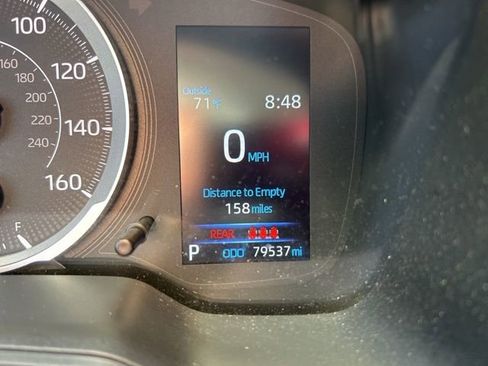 100
120
140
160
160
180
200
220
240
F
Outside
71°F
8:48
0 MPH
Distance to Empty
158 miles
REAR
P ODO 79537 mi